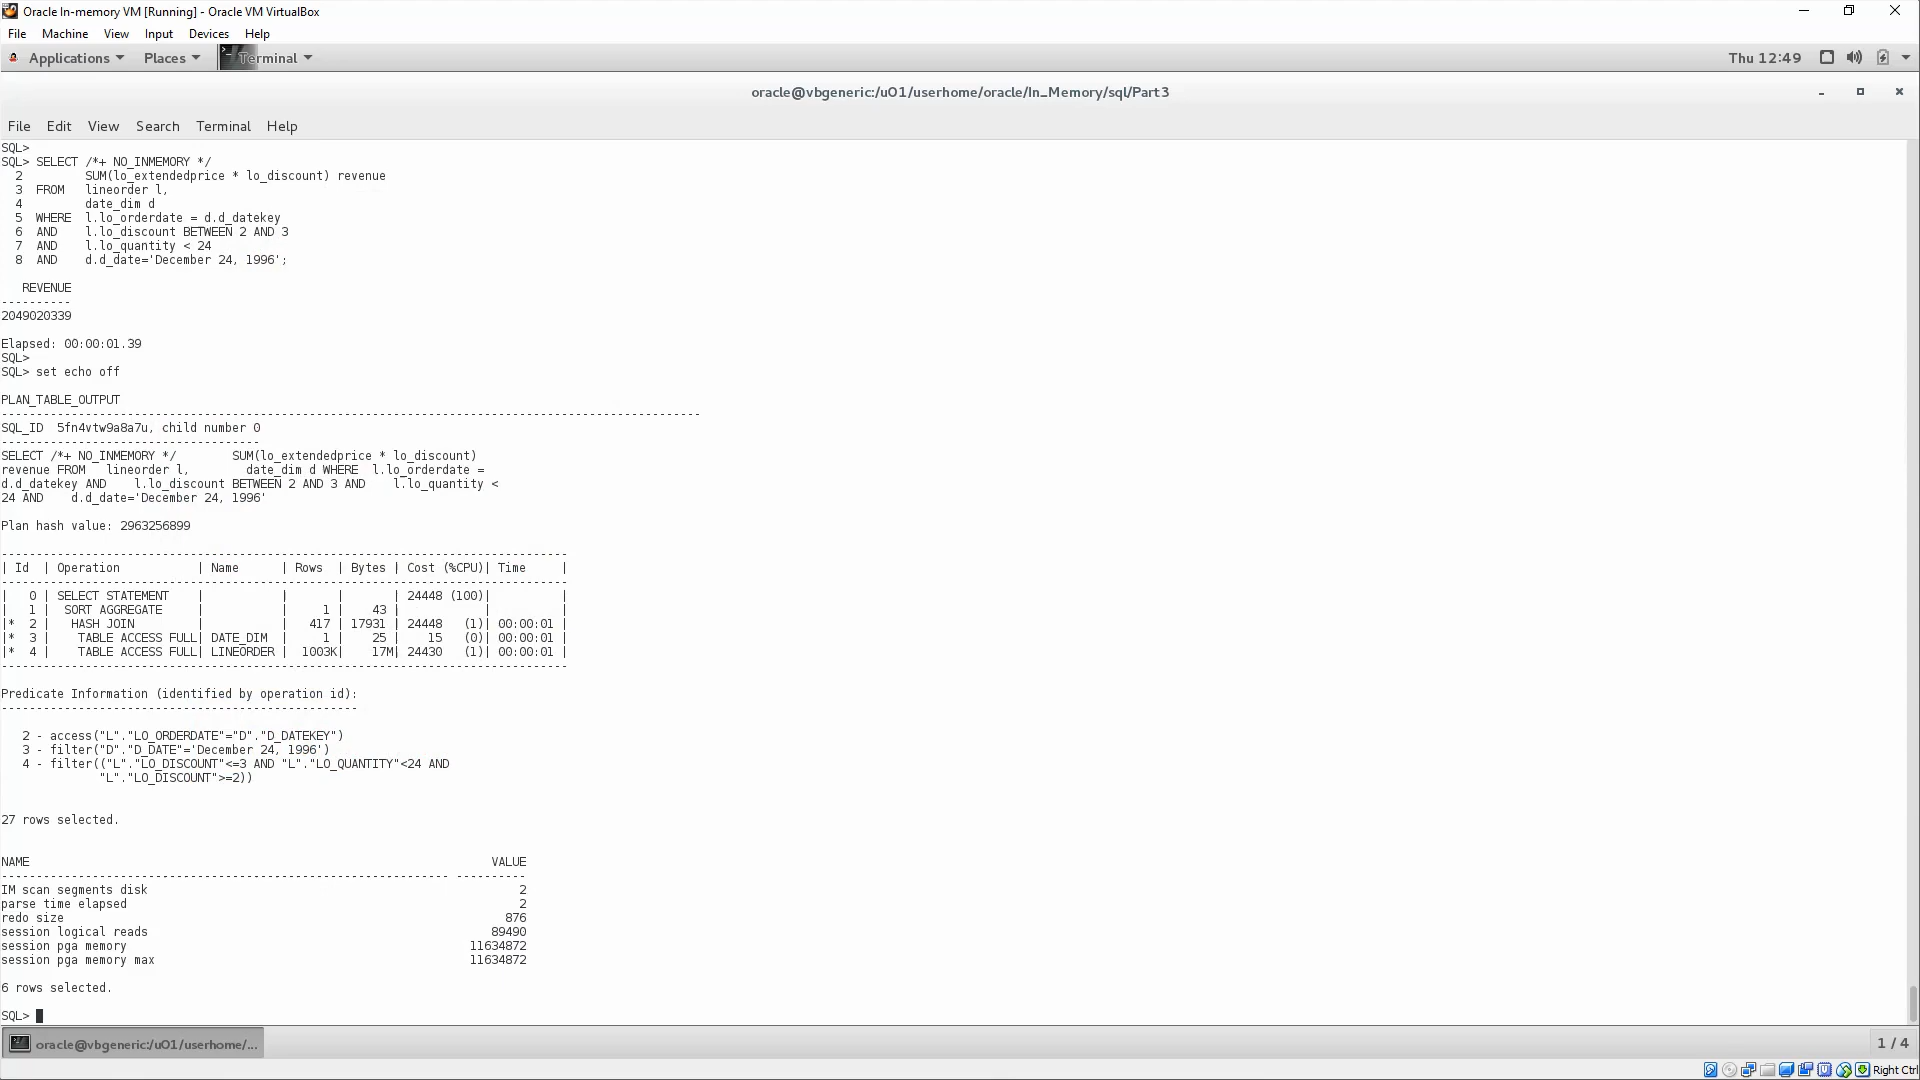 Oracle In-memory VM [Running] - Oracle VM VirtualBox
File Machine View Input Devices Help
Applications Places Terminal Thu 12:49
oracle@vbgeneric:/u01/userhome/oracle/In_Memory/sql/Part3
File Edit View Search Terminal Help
SQL>
SQL> SELECT /*+ NO_INMEMORY */
  2         SUM(lo_extendedprice * lo_discount) revenue
  3  FROM   lineorder l,
  4         date_dim d
  5  WHERE  l.lo_orderdate = d.d_datekey
  6  AND    l.lo_discount BETWEEN 2 AND 3
  7  AND    l.lo_quantity < 24
  8  AND    d.d_date='December 24, 1996';
   REVENUE
----------
2049020339
Elapsed: 00:00:01.39
SQL>
SQL> set echo off
PLAN_TABLE_OUTPUT
----------------------------------------------------------------------------------------------------
SQL_ID  5fn4vtw9a8a7u, child number 0
-------------------------------------
SELECT /*+ NO_INMEMORY */        SUM(lo_extendedprice * lo_discount)
revenue FROM   lineorder l,        date_dim d WHERE  l.lo_orderdate =
d.d_datekey AND    l.lo_discount BETWEEN 2 AND 3 AND    l.lo_quantity <
24 AND    d.d_date='December 24, 1996'
Plan hash value: 2963256899
---------------------------------------------------------------------------------
| Id  | Operation           | Name      | Rows  | Bytes | Cost (%CPU)| Time     |
---------------------------------------------------------------------------------
|   0 | SELECT STATEMENT    |           |       |       | 24448 (100)|          |
|   1 |  SORT AGGREGATE     |           |     1 |    43 |            |          |
|*  2 |   HASH JOIN         |           |   417 | 17931 | 24448   (1)| 00:00:01 |
|*  3 |    TABLE ACCESS FULL| DATE_DIM  |     1 |    25 |    15   (0)| 00:00:01 |
|*  4 |    TABLE ACCESS FULL| LINEORDER |  1003K|    17M| 24430   (1)| 00:00:01 |
---------------------------------------------------------------------------------
Predicate Information (identified by operation id):
---------------------------------------------------
   2 - access("L"."LO_ORDERDATE"="D"."D_DATEKEY")
   3 - filter("D"."D_DATE"='December 24, 1996')
   4 - filter(("L"."LO_DISCOUNT"<=3 AND "L"."LO_QUANTITY"<24 AND
              "L"."LO_DISCOUNT">=2))
27 rows selected.
NAME                                                                  VALUE
---------------------------------------------------------------- ----------
IM scan segments disk                                                     2
parse time elapsed                                                        2
redo size                                                               876
session logical reads                                                 89490
session pga memory                                                 11634872
session pga memory max                                             11634872
6 rows selected.
SQL>
oracle@vbgeneric:/u01/userhome/... 1 / 4
Right Ctrl